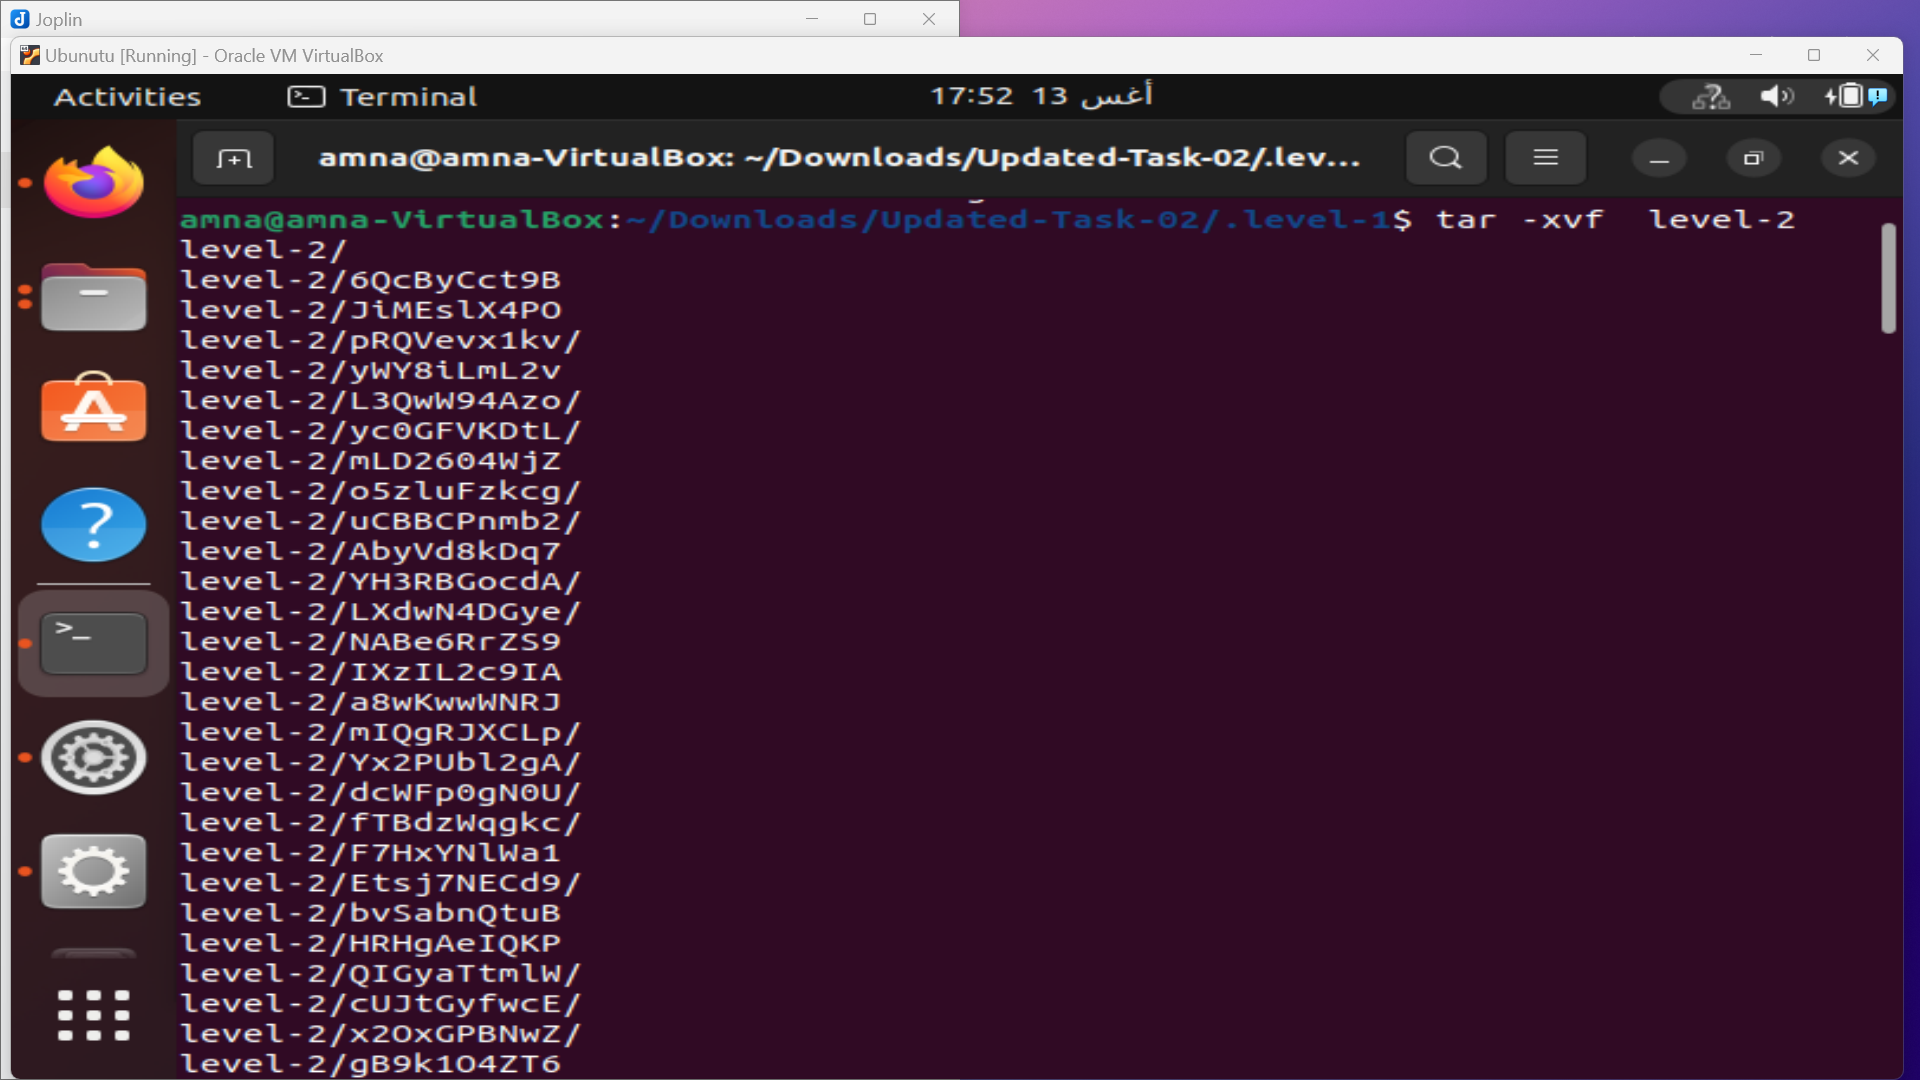 Joplin
Ubunutu [Running] - Oracle VM VirtualBox
Activities
Terminal
17:52 13 أغس
amna@amna-VirtualBox: ~/Downloads/Updated-Task-02/.lev...
amna@amna-VirtualBox:~/Downloads/Updated-Task-02/.level-1$ tar -xvf  level-2
level-2/
level-2/6QcByCct9B
level-2/JiMEslX4PO
level-2/pRQVevx1kv/
level-2/yWY8iLmL2v
level-2/L3QwW94Azo/
level-2/yc0GFVKDtL/
level-2/mLD2604WjZ
level-2/o5zluFzkcg/
level-2/uCBBCPnmb2/
level-2/AbyVd8kDq7
level-2/YH3RBGocdA/
level-2/LXdwN4DGye/
level-2/NABe6RrZS9
level-2/IXzIL2c9IA
level-2/a8wKwwWNRJ
level-2/mIQgRJXCLp/
level-2/Yx2PUbl2gA/
level-2/dcWFp0gN0U/
level-2/fTBdzWqgkc/
level-2/F7HxYNlWa1
level-2/Etsj7NECd9/
level-2/bvSabnQtuB
level-2/HRHgAeIQKP
level-2/QIGyaTtmlW/
level-2/cUJtGyfwcE/
level-2/x2OxGPBNwZ/
level-2/gB9k1O4ZT6